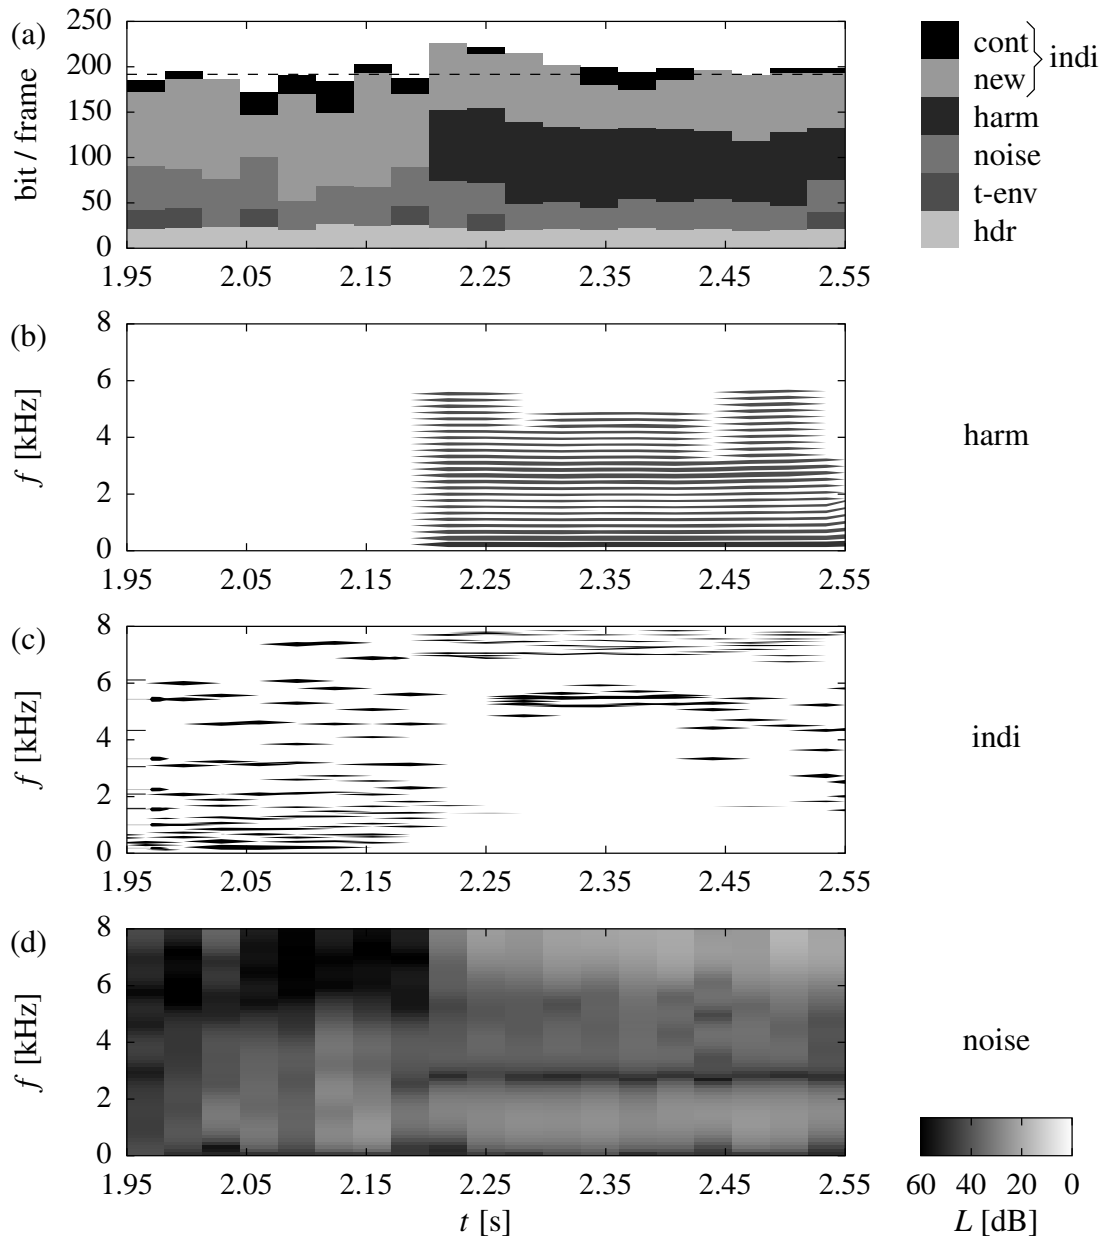 (a)
bit / frame
250
200
150
100
50
0
1.95 2.05 2.15 2.25 2.35 2.45 2.55
cont
new
indi
harm
noise
t-env
hdr
(b)
f [kHz]
8
6
4
2
0
1.95 2.05 2.15 2.25 2.35 2.45 2.55
harm
(c)
f [kHz]
8
6
4
2
0
1.95 2.05 2.15 2.25 2.35 2.45 2.55
indi
(d)
f [kHz]
8
6
4
2
0
1.95 2.05 2.15 2.25 2.35 2.45 2.55
t [s]
noise
60 40 20 0
L [dB]